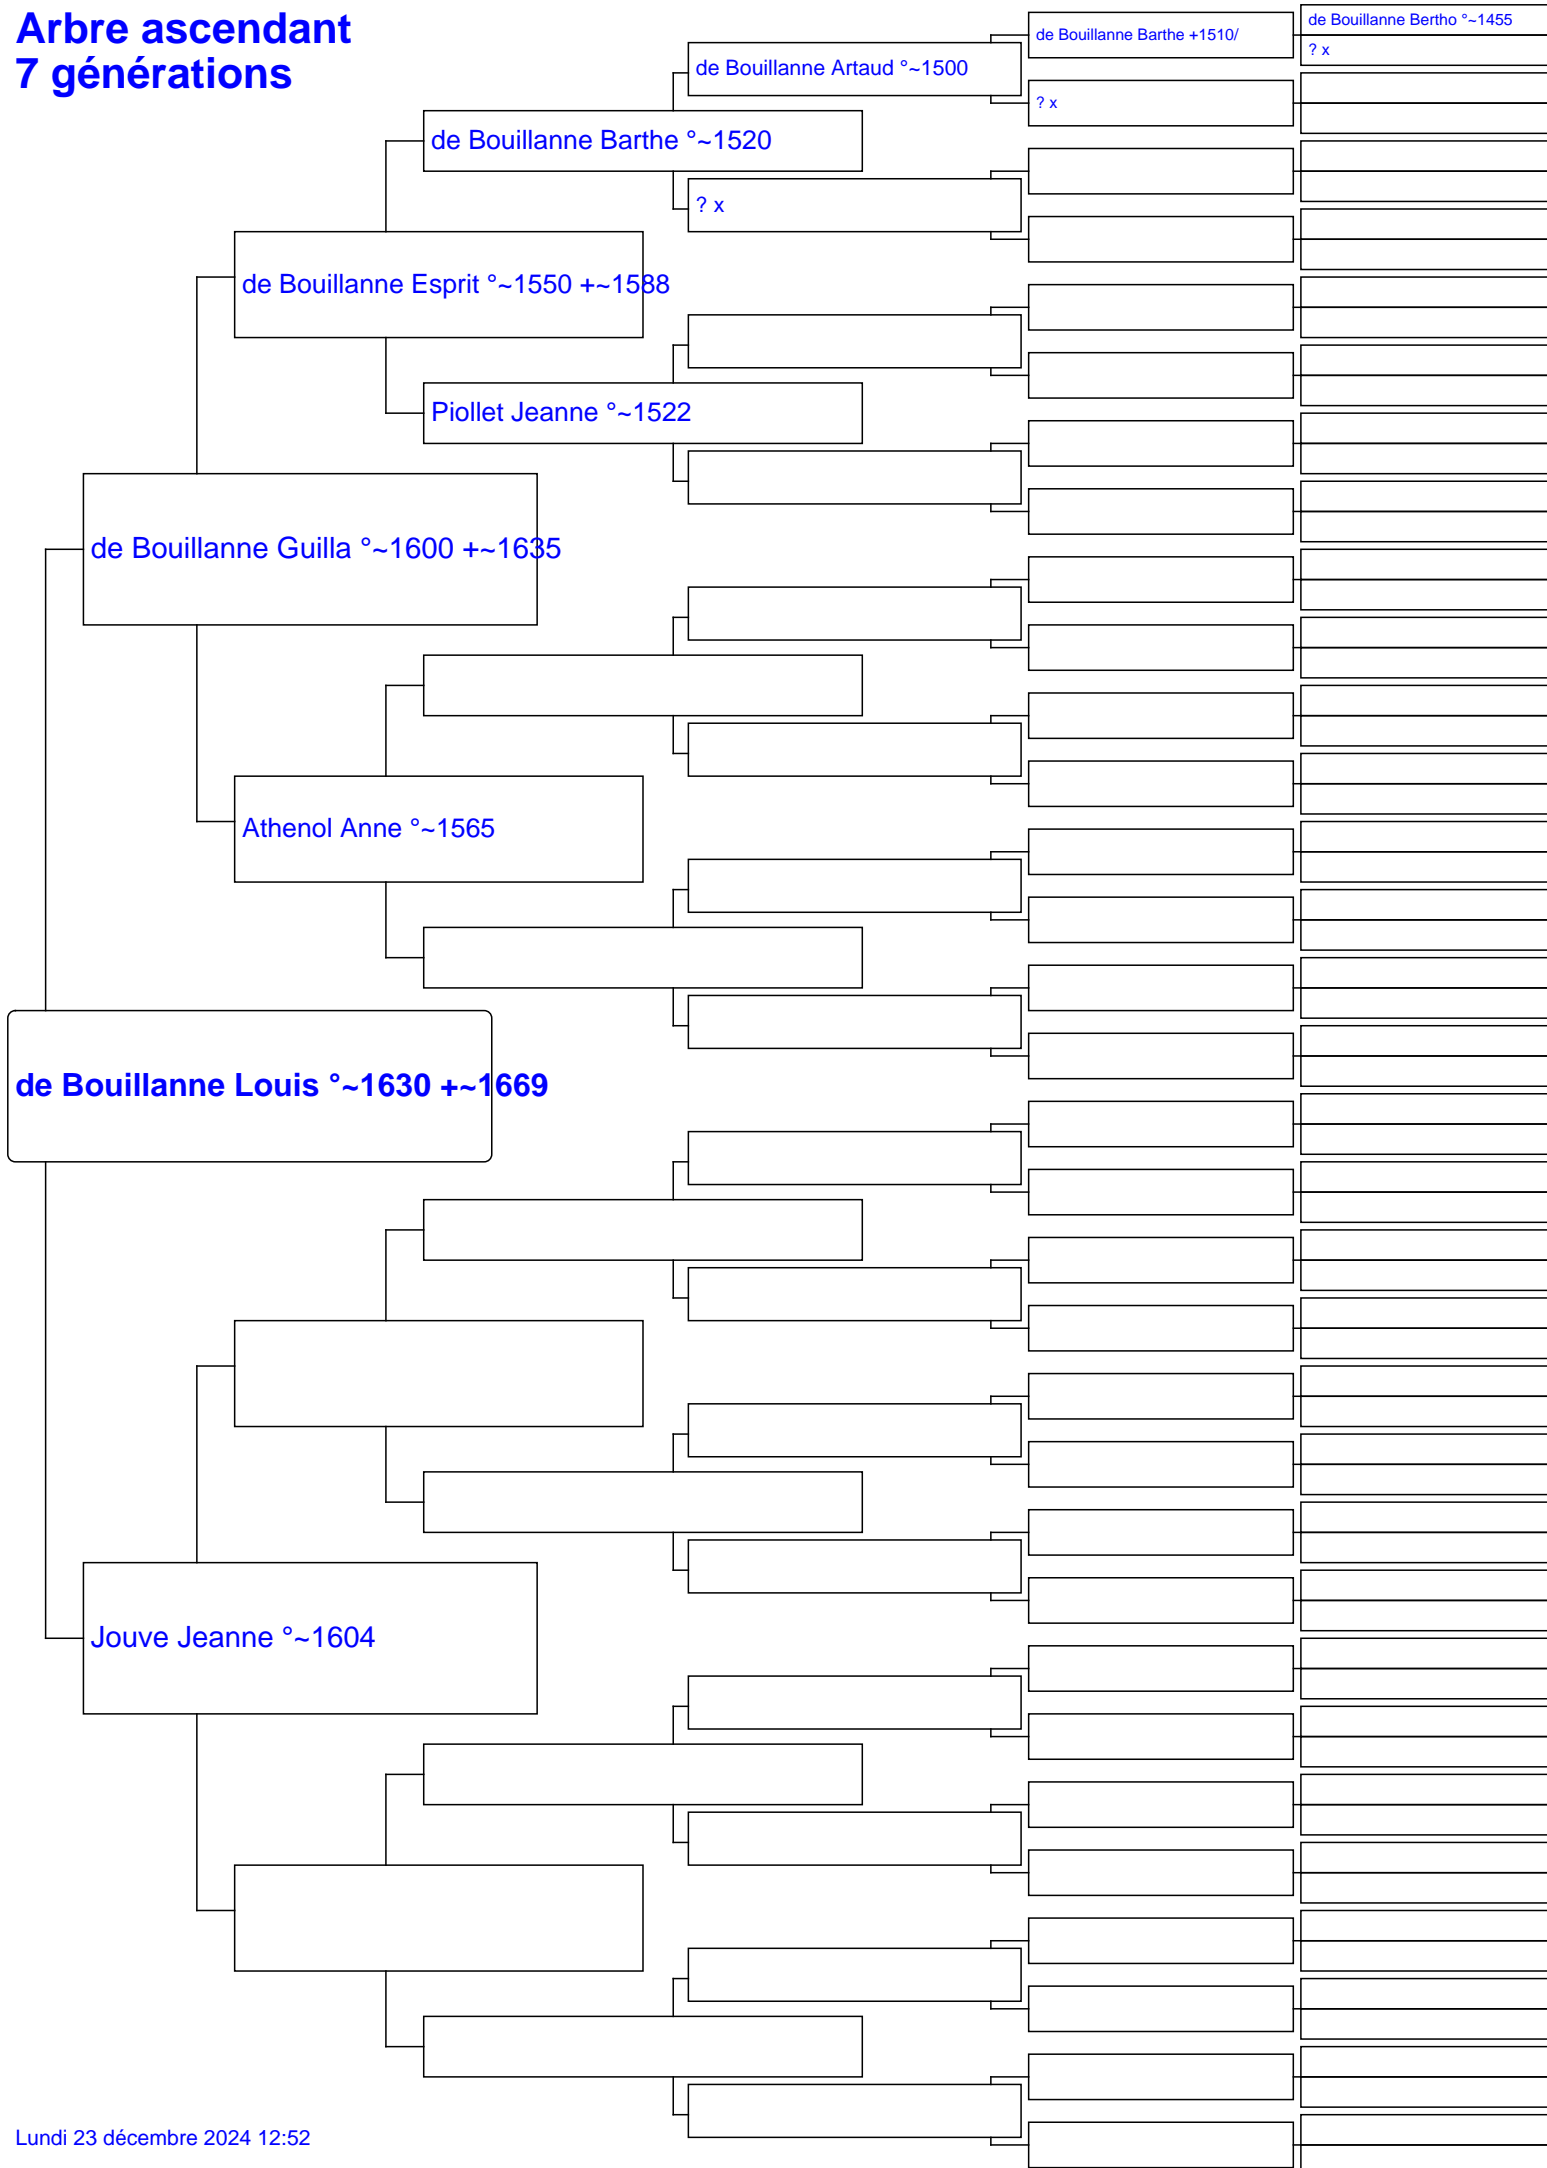 Arbre ascendant
7 générations
de Bouillanne Bertho °~1455
de Bouillanne Barthe +1510/
? x
de Bouillanne Artaud °~1500
? x
de Bouillanne Barthe °~1520
? x
de Bouillanne Esprit °~1550 +~1588
Piollet Jeanne °~1522
de Bouillanne Guilla °~1600 +~1635
Athenol Anne °~1565
de Bouillanne Louis °~1630 +~1669
Jouve Jeanne °~1604
Lundi 23 décembre 2024 12:52